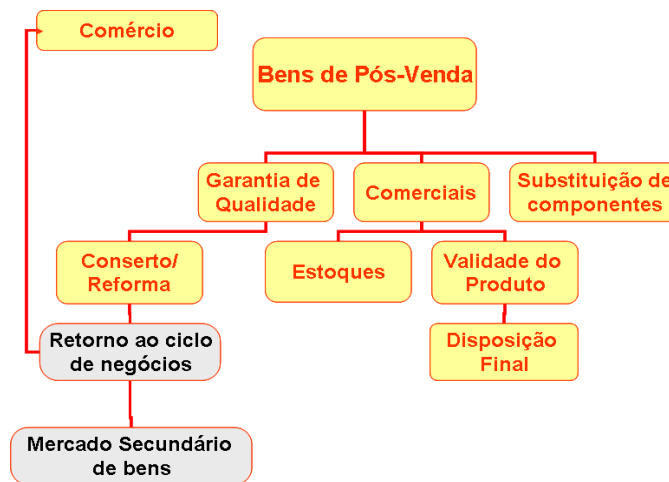 Comércio
Bens de Pós-Venda
Garantia de
Qualidade
Comerciais
Substituição de
componentes
Conserto/
Reforma
Estoques
Validade do
Produto
Retorno ao ciclo
de negócios
Disposição
Final
Mercado Secundário
de bens